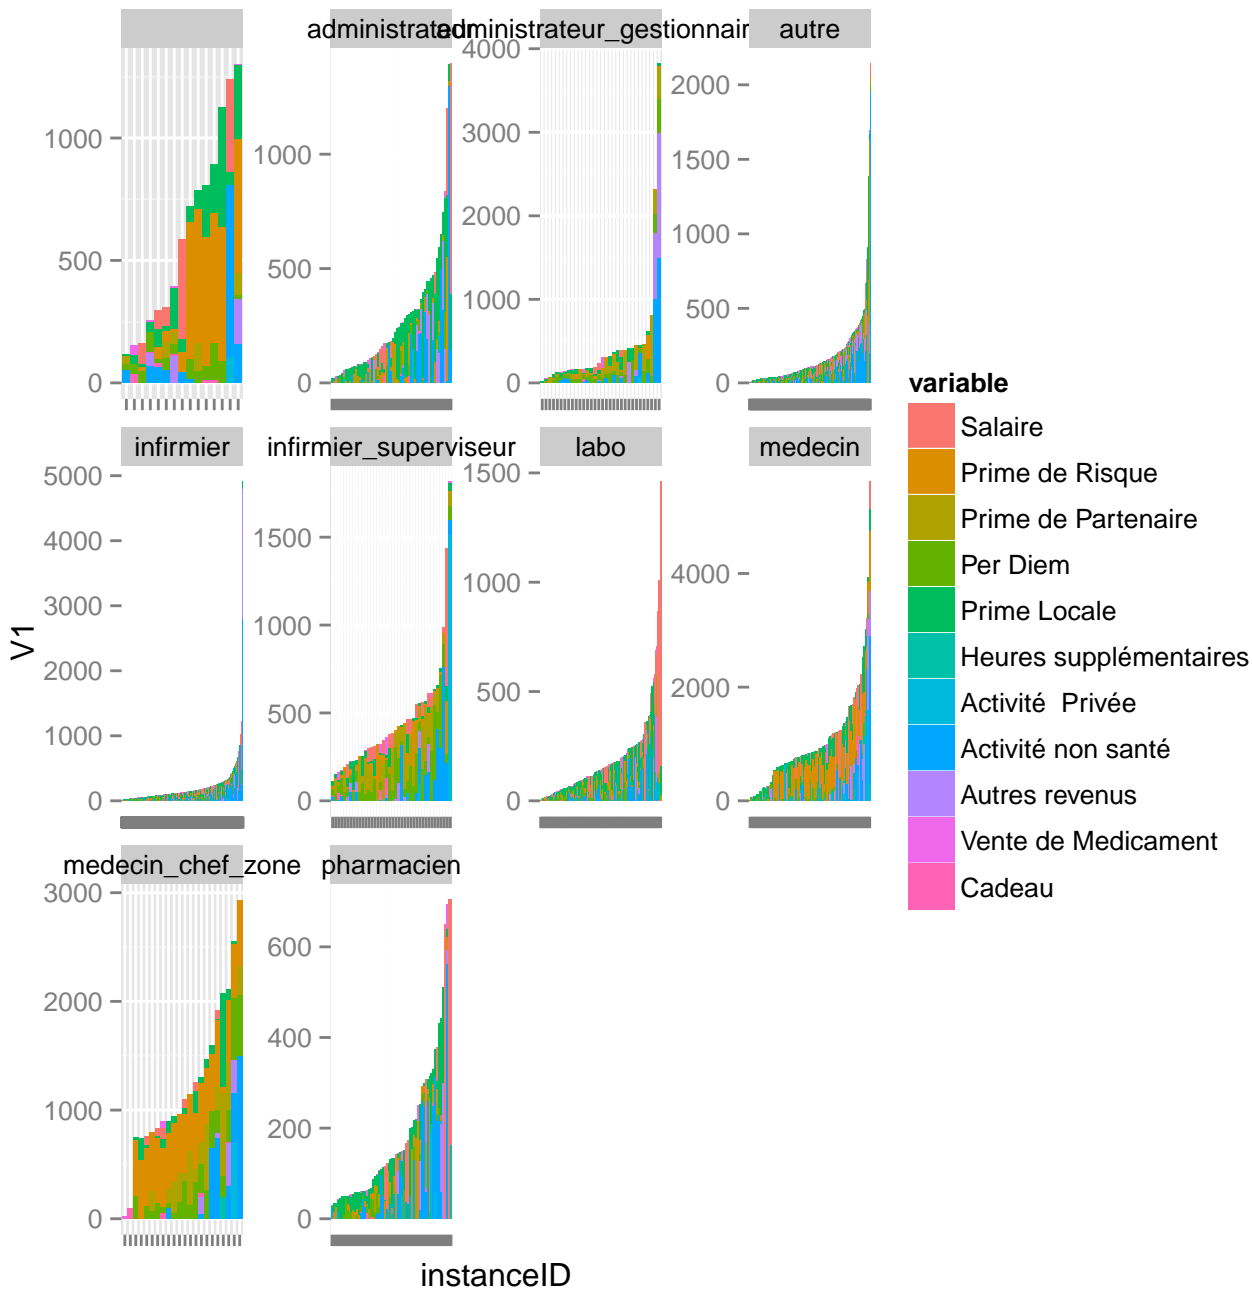 administrateur
administrateur_gestionnair
autre
1000
500
0
1000
500
0
4000
3000
2000
1000
0
2000
1500
1000
500
0
infirmier
infirmier_superviseur
labo
medecin
5000
4000
3000
2000
1000
0
1500
1000
500
0
1500
1000
500
0
4000
2000
0
medecin_chef_zone
pharmacien
3000
2000
1000
0
600
400
200
0
V1
instanceID
variable
Salaire
Prime de Risque
Prime de Partenaire
Per Diem
Prime Locale
Heures supplémentaires
Activité  Privée
Activité non santé
Autres revenus
Vente de Medicament
Cadeau